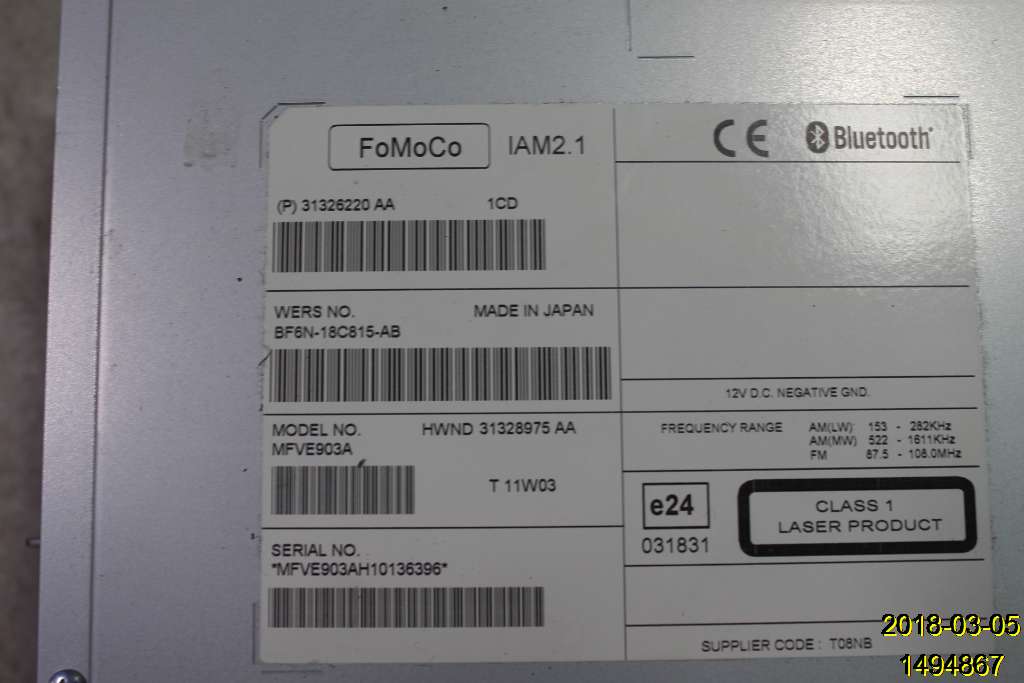 FoMoCo IAM2.1
(P) 31326220 AA 1CD
WERS NO. MADE IN JAPAN
BF6N-18C815-AB
MODEL NO. HWND 31328975 AA
MFVE903A
T 11W03
SERIAL NO.
*MFVE903AH10136396*
CE Bluetooth
12V D.C. NEGATIVE GND.
FREQUENCY RANGE AM(LW) 153 - 282KHz
AM(MW) 522 - 1611KHz
FM 87.5 - 108.0MHz
e24
031831
CLASS 1
LASER PRODUCT
SUPPLIER CODE : T08NB
2018-03-05
1494867